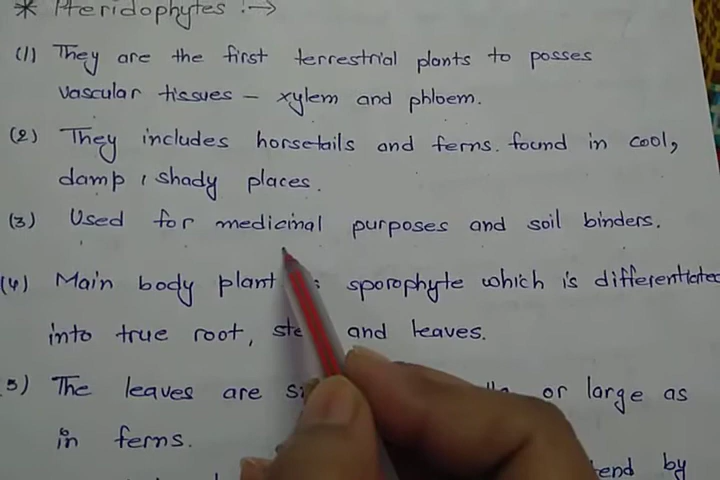 * Pteridophytes :→
(1) They are the first terrestrial plants to posses
vascular tissues – xylem and phloem.
(2) They includes horsetails and ferns. found in cool,
damp, shady places.
(3) Used for medicinal purposes and soil binders.
(4) Main body plant : sporophyte which is differentiated
into true root, and leaves.
(5) The leaves are or large as
in ferns.
tend by